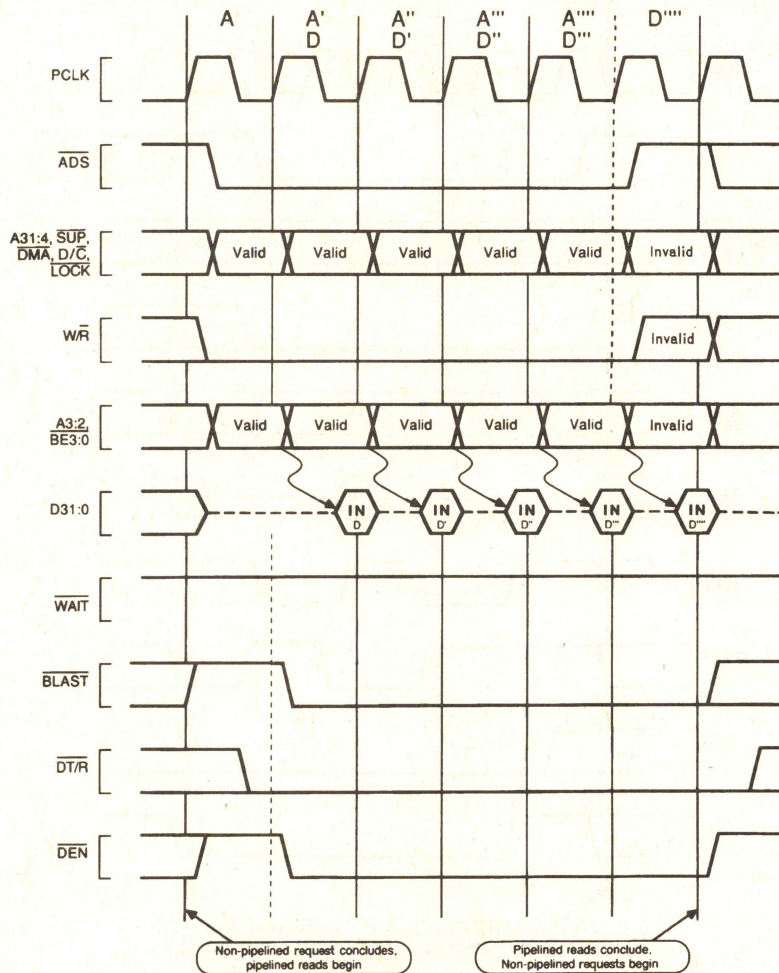 A A' A'' A''' A'''' D''''
D D' D'' D'''
PCLK
ADS
A31:4, SUP,
DMA, D/C,
LOCK
Valid Valid Valid Valid Valid Invalid
W/R
Invalid
A3:2,
BE3:0
Valid Valid Valid Valid Valid Invalid
D31:0
IN IN IN IN IN
D D' D'' D''' D''''
WAIT
BLAST
DT/R
DEN
Non-pipelined request concludes,
pipelined reads begin
Pipelined reads conclude,
Non-pipelined requests begin